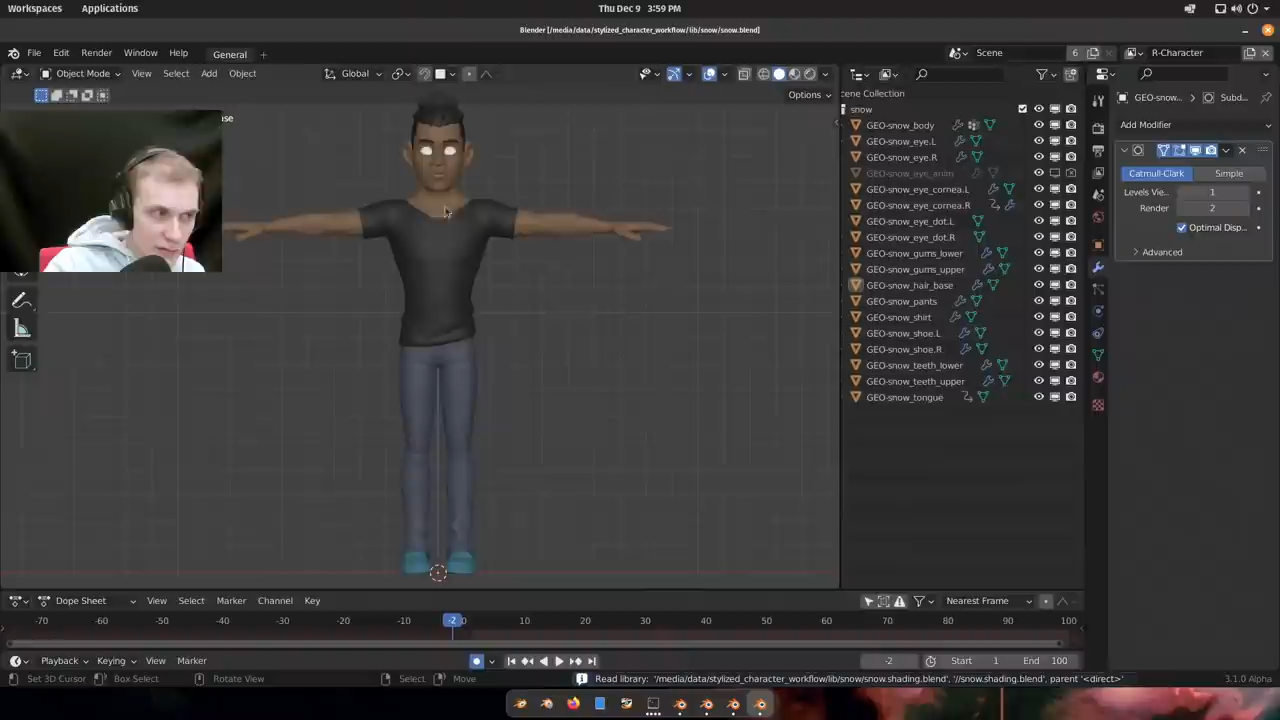 Workspaces Applications Thu Dec 9 3:59 PM
Blender [/media/data/stylized_character_workflow/lib/snow/snow.blend]
File Edit Render Window Help General Scene 6 R-Character
Object Mode View Select Add Object Global
Options
se
cene Collection
snow
GEO-snow_body
GEO-snow_eye.L
GEO-snow_eye.R
GEO-snow_eye_anim
GEO-snow_eye_cornea.L
GEO-snow_eye_cornea.R
GEO-snow_eye_dot.L
GEO-snow_eye_dot.R
GEO-snow_gums_lower
GEO-snow_gums_upper
GEO-snow_hair_base
GEO-snow_pants
GEO-snow_shirt
GEO-snow_shoe.L
GEO-snow_shoe.R
GEO-snow_teeth_lower
GEO-snow_teeth_upper
GEO-snow_tongue
GEO-snow... Subd...
Add Modifier
Catmull-Clark Simple
Levels Vie... 1
Render 2
Optimal Disp...
Advanced
Dope Sheet View Select Marker Channel Key Nearest Frame
-70 -60 -50 -40 -30 -20 -10 -2 0 10 20 30 40 50 60 70 80 90 100
Playback Keying View Marker -2 Start 1 End 100
Set 3D Cursor Box Select Rotate View Select Move Read library: '/media/data/stylized_character_workflow/lib/snow/snow.shading.blend', '//snow.shading.blend', parent '<direct>' 3.1.0 Alpha